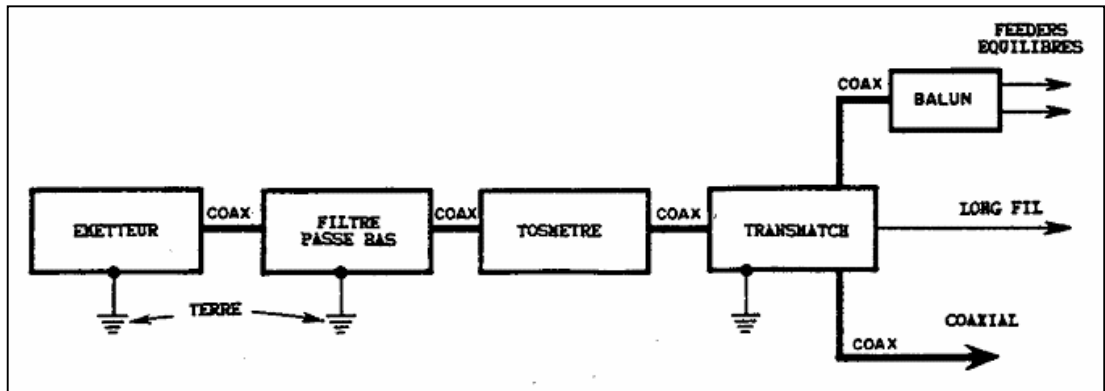 FEEDERS
EQUILIBRES
COAX
BALUN
EMETTEUR
COAX
FILTRE
PASSE BAS
COAX
TOSMETRE
COAX
TRANSMATCH
LONG FIL
TERRE
COAXIAL
COAX